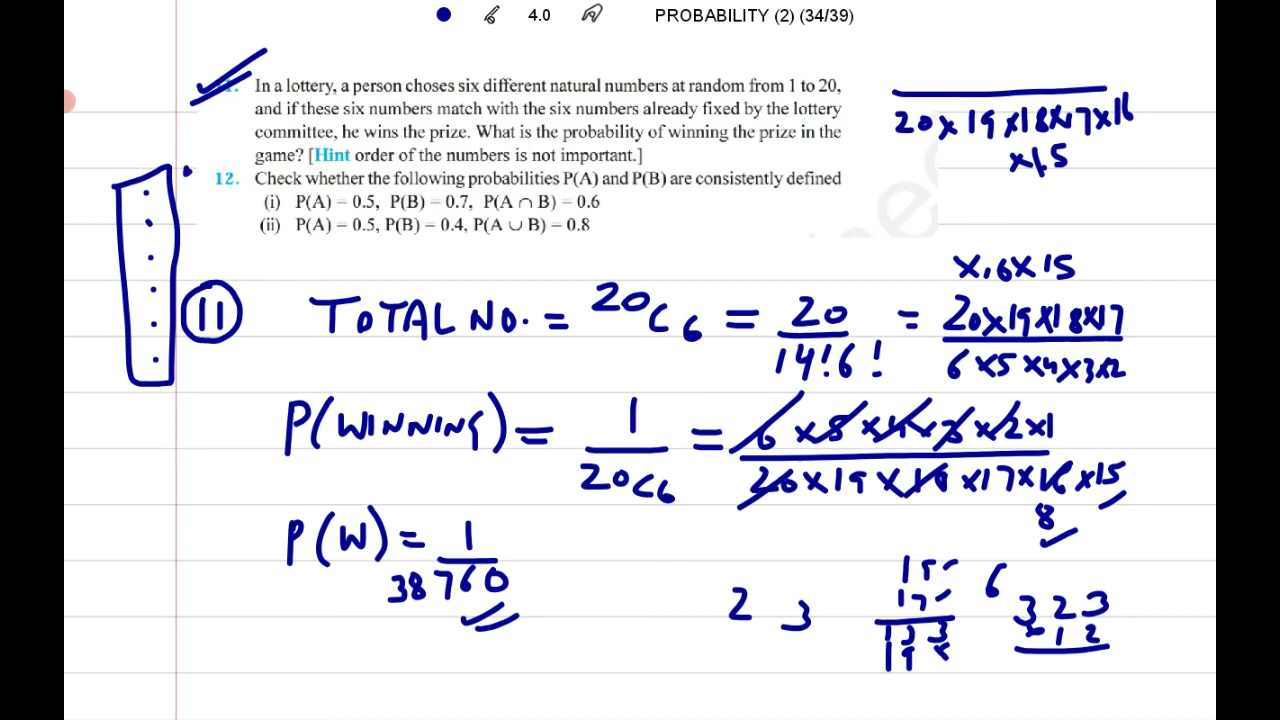 4.0 PROBABILITY (2) (34/39)
In a lottery, a person choses six different natural numbers at random from 1 to 20,
and if these six numbers match with the six numbers already fixed by the lottery
committee, he wins the prize. What is the probability of winning the prize in the
game? [Hint order of the numbers is not important.]
12. Check whether the following probabilities P(A) and P(B) are consistently defined
(i) P(A) = 0.5, P(B) = 0.7, P(A ∩ B) = 0.6
(ii) P(A) = 0.5, P(B) = 0.4, P(A ∪ B) = 0.8
20×19×18×17×16
×15
×16×15
11 TOTAL NO. = 20C6 = 20 = 20×19×18×17
14!6! 6×5×4×3×2
P(WINNING) = 1 = 6×5×4×3×2×1
20C6 20×19×18×17×16×15
8
P(W) = 1
38760
2 3
6
323
12